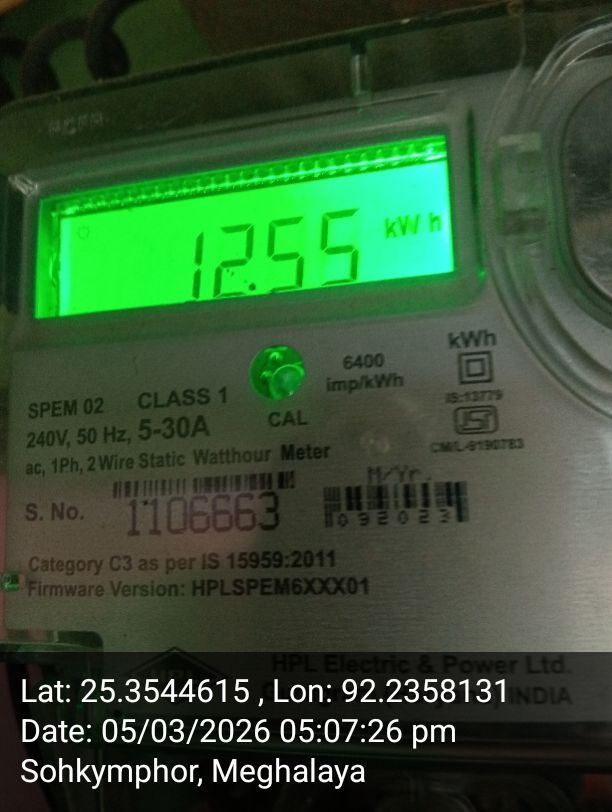 12.55 kWh
6400
imp/kWh
kWh
IS:13779
CM/L-9190783
SPEM 02 CLASS 1
CAL
240V, 50 Hz, 5-30A
ac, 1Ph, 2 Wire Static Watthour Meter
M/Yr.
S. No. 1106663
092023
Category C3 as per IS 15959:2011
Firmware Version: HPLSPEM6XXX01
HPL Electric & Power Ltd.
INDIA
Lat: 25.3544615 , Lon: 92.2358131
Date: 05/03/2026 05:07:26 pm
Sohkymphor, Meghalaya